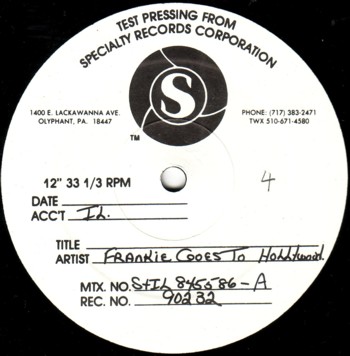 TEST PRESSING FROM
SPECIALTY RECORDS CORPORATION
S
1400 E. LACKAWANNA AVE.
OLYPHANT, PA. 18447
PHONE: (717) 383-2471
TWX 510-671-4580
TM
12" 33 1/3 RPM
4
DATE
ACC'T IL.
TITLE
ARTIST FRANKIE GOES To Hollywood.
MTX. NO. StIL 845586-A
REC. NO. 90232